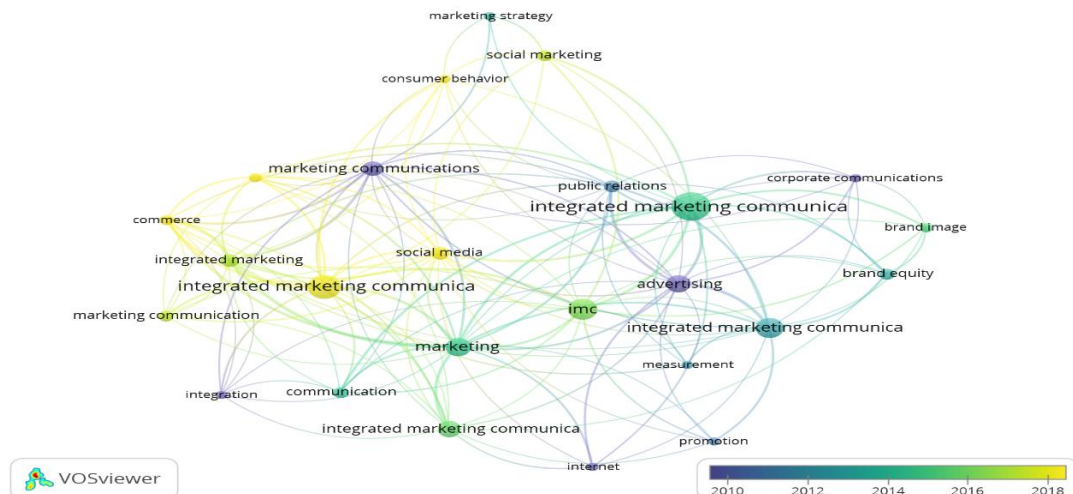 marketing strategy
social marketing
consumer behavior
marketing communications
public relations
corporate communications
integrated marketing communica
commerce
brand image
social media
integrated marketing
brand equity
integrated marketing communica
advertising
imc
marketing communication
integrated marketing communica
marketing
measurement
integration
communication
integrated marketing communica
promotion
internet
VOSviewer
2010 2012 2014 2016 2018